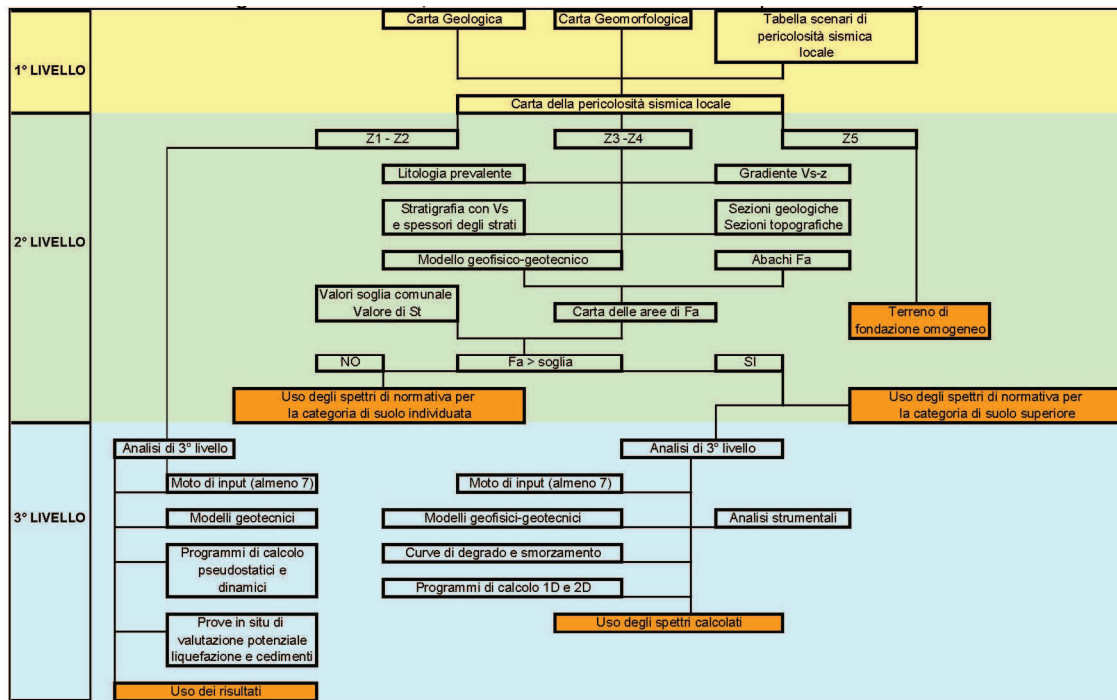 Carta Geologica
Carta Geomorfologica
Tabella scenari di
pericolosità sismica
locale
1° LIVELLO
Carta della pericolosità sismica locale
Z1 - Z2
Z3 -Z4
Z5
Litologia prevalente
Gradiente Vs-z
Stratigrafia con Vs
e spessori degli strati
Sezioni geologiche
Sezioni topografiche
2° LIVELLO
Modello geofisico-geotecnico
Abachi Fa
Valori soglia comunale
Valore di St
Carta delle aree di Fa
Terreno di
fondazione omogeneo
NO
Fa > soglia
SI
Uso degli spettri di normativa per
la categoria di suolo individuata
Uso degli spettri di normativa per
la categoria di suolo superiore
Analisi di 3° livello
Analisi di 3° livello
Moto di input (almeno 7)
Moto di input (almeno 7)
3° LIVELLO
Modelli geotecnici
Modelli geofisici-geotecnici
Analisi strumentali
Programmi di calcolo
pseudostatici e
dinamici
Curve di degrado e smorzamento
Programmi di calcolo 1D e 2D
Prove in situ di
valutazione potenziale
liquefazione e cedimenti
Uso degli spettri calcolati
Uso dei risultati